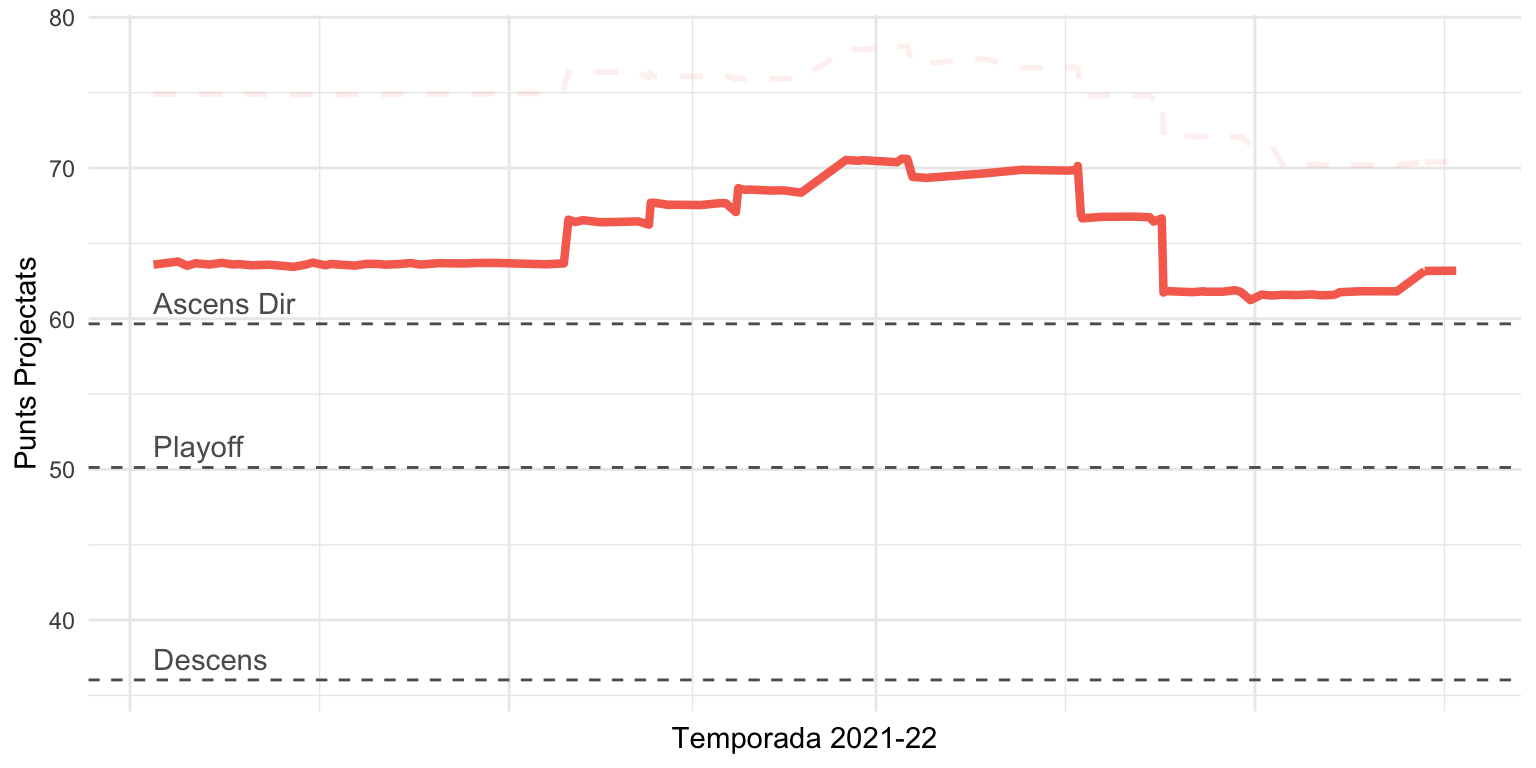 80
70
60
50
40
Punts Projectats
Ascens Dir
Playoff
Descens
Temporada 2021-22